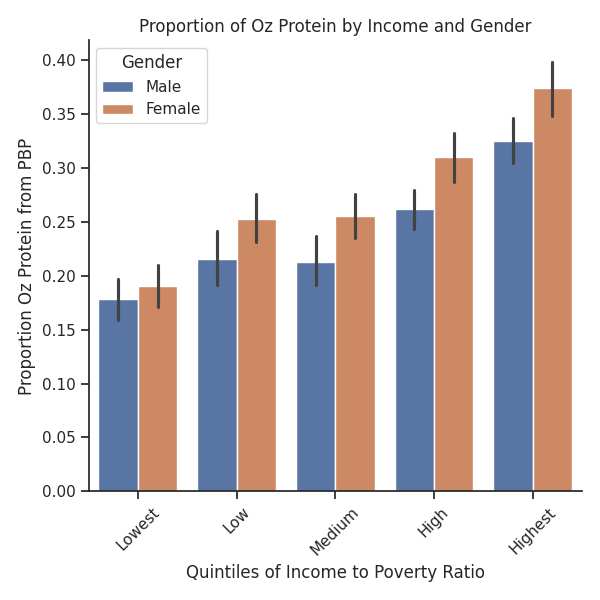 Proportion of Oz Protein by Income and Gender
Gender
Male
Female
Proportion Oz Protein from PBP
0.40
0.35
0.30
0.25
0.20
0.15
0.10
0.05
0.00
Lowest
Low
Medium
High
Highest
Quintiles of Income to Poverty Ratio